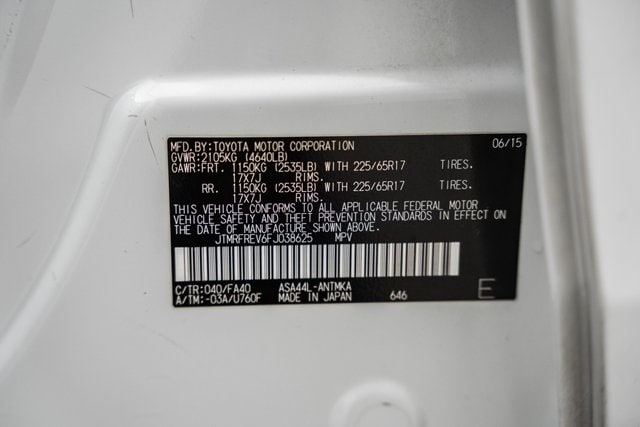 MFD.BY:TOYOTA MOTOR CORPORATION 06/15
GVWR:2105KG (4640LB)
GAWR:FRT. 1150KG (2535LB) WITH 225/65R17 TIRES.
17X7J RIMS.
RR. 1150KG (2535LB) WITH 225/65R17 TIRES.
17X7J RIMS.
THIS VEHICLE CONFORMS TO ALL APPLICABLE FEDERAL MOTOR
VEHICLE SAFETY AND THEFT PREVENTION STANDARDS IN EFFECT ON
THE DATE OF MANUFACTURE SHOWN ABOVE.
JTMRFREV6FJ038625 MPV
C/TR:040/FA40 ASA44L-ANTMKA
A/TM:-03A/U760F MADE IN JAPAN 646 E